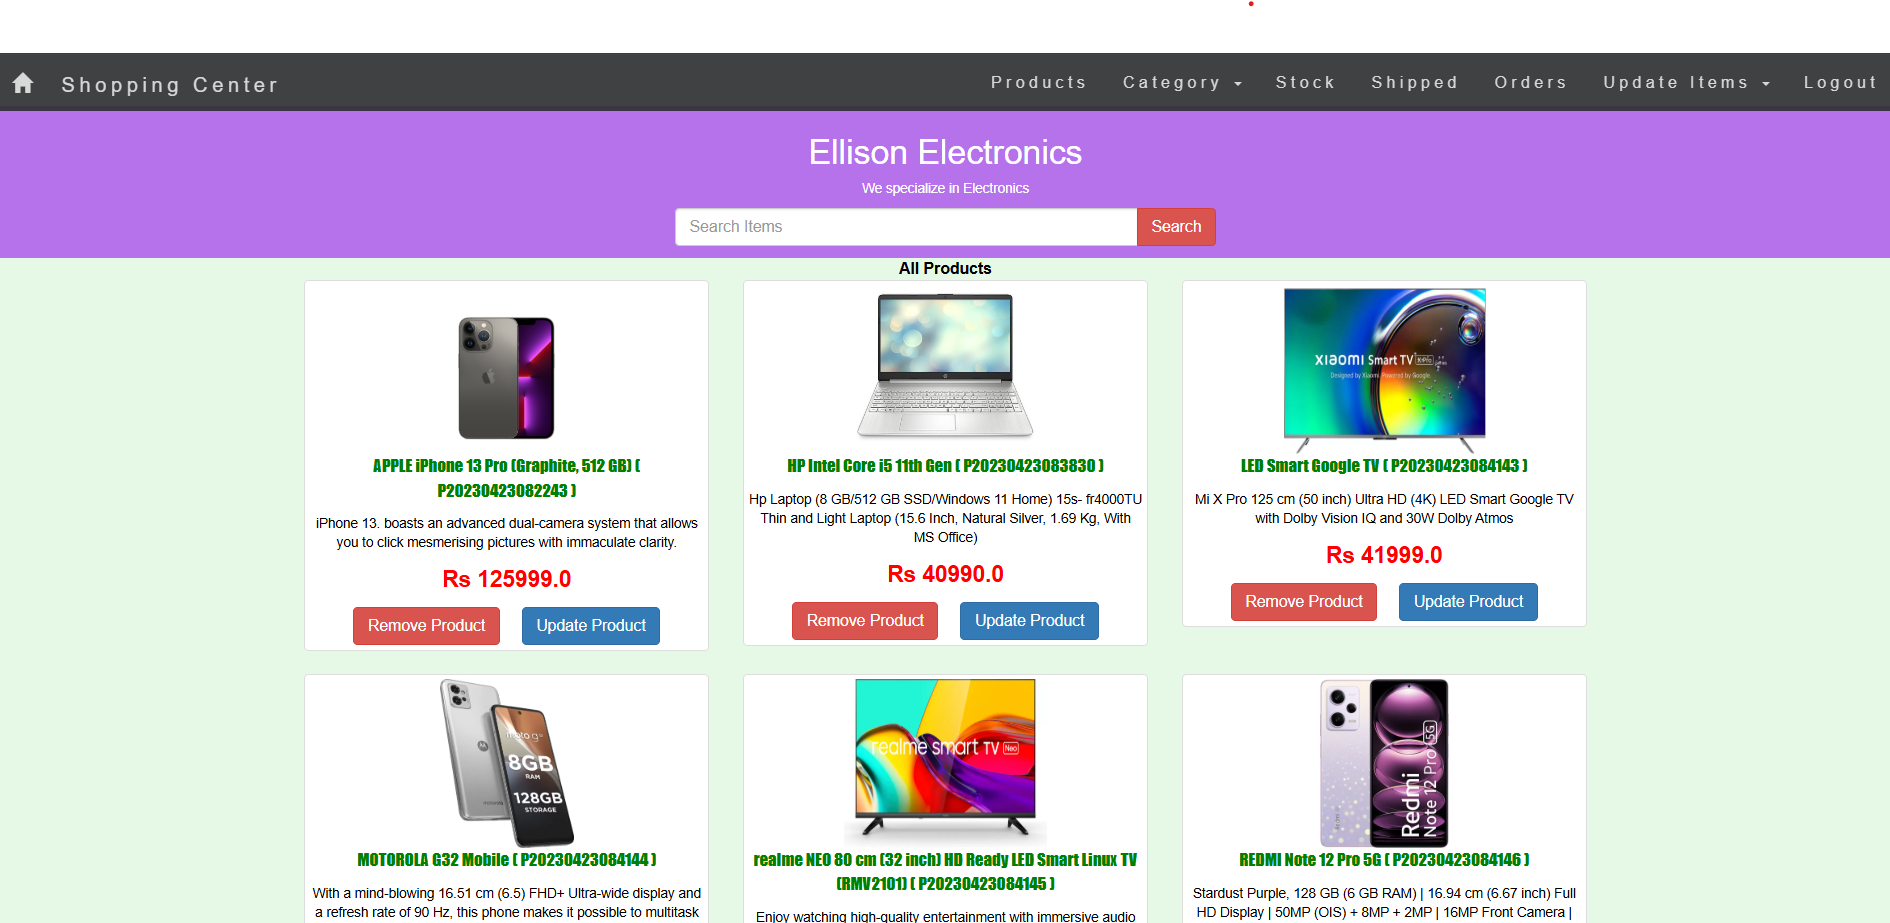 Shopping Center
Products Category Stock Shipped Orders Update Items Logout
Ellison Electronics
We specialize in Electronics
Search Items Search
All Products
APPLE iPhone 13 Pro (Graphite, 512 GB) (
P20230423082243 )
iPhone 13. boasts an advanced dual-camera system that allows
you to click mesmerising pictures with immaculate clarity.
Rs 125999.0
Remove Product Update Product
HP Intel Core i5 11th Gen ( P20230423083830 )
Hp Laptop (8 GB/512 GB SSD/Windows 11 Home) 15s- fr4000TU
Thin and Light Laptop (15.6 Inch, Natural Silver, 1.69 Kg, With
MS Office)
Rs 40990.0
Remove Product Update Product
XIAOMI Smart TV X Pro
Designed by Xiaomi. Powered by Google.
LED Smart Google TV ( P20230423084143 )
Mi X Pro 125 cm (50 inch) Ultra HD (4K) LED Smart Google TV
with Dolby Vision IQ and 30W Dolby Atmos
Rs 41999.0
Remove Product Update Product
moto g32
8GB
RAM
128GB
STORAGE
motorola
MOTOROLA G32 Mobile ( P20230423084144 )
With a mind-blowing 16.51 cm (6.5) FHD+ Ultra-wide display and
a refresh rate of 90 Hz, this phone makes it possible to multitask
realme smart TV Neo
realme NEO 80 cm (32 inch) HD Ready LED Smart Linux TV
(RMV2101) ( P20230423084145 )
Enjoy watching high-quality entertainment with immersive audio
Redmi
Note 12 Pro 5G
REDMI Note 12 Pro 5G ( P20230423084146 )
Stardust Purple, 128 GB (6 GB RAM) | 16.94 cm (6.67 inch) Full
HD Display | 50MP (OIS) + 8MP + 2MP | 16MP Front Camera |